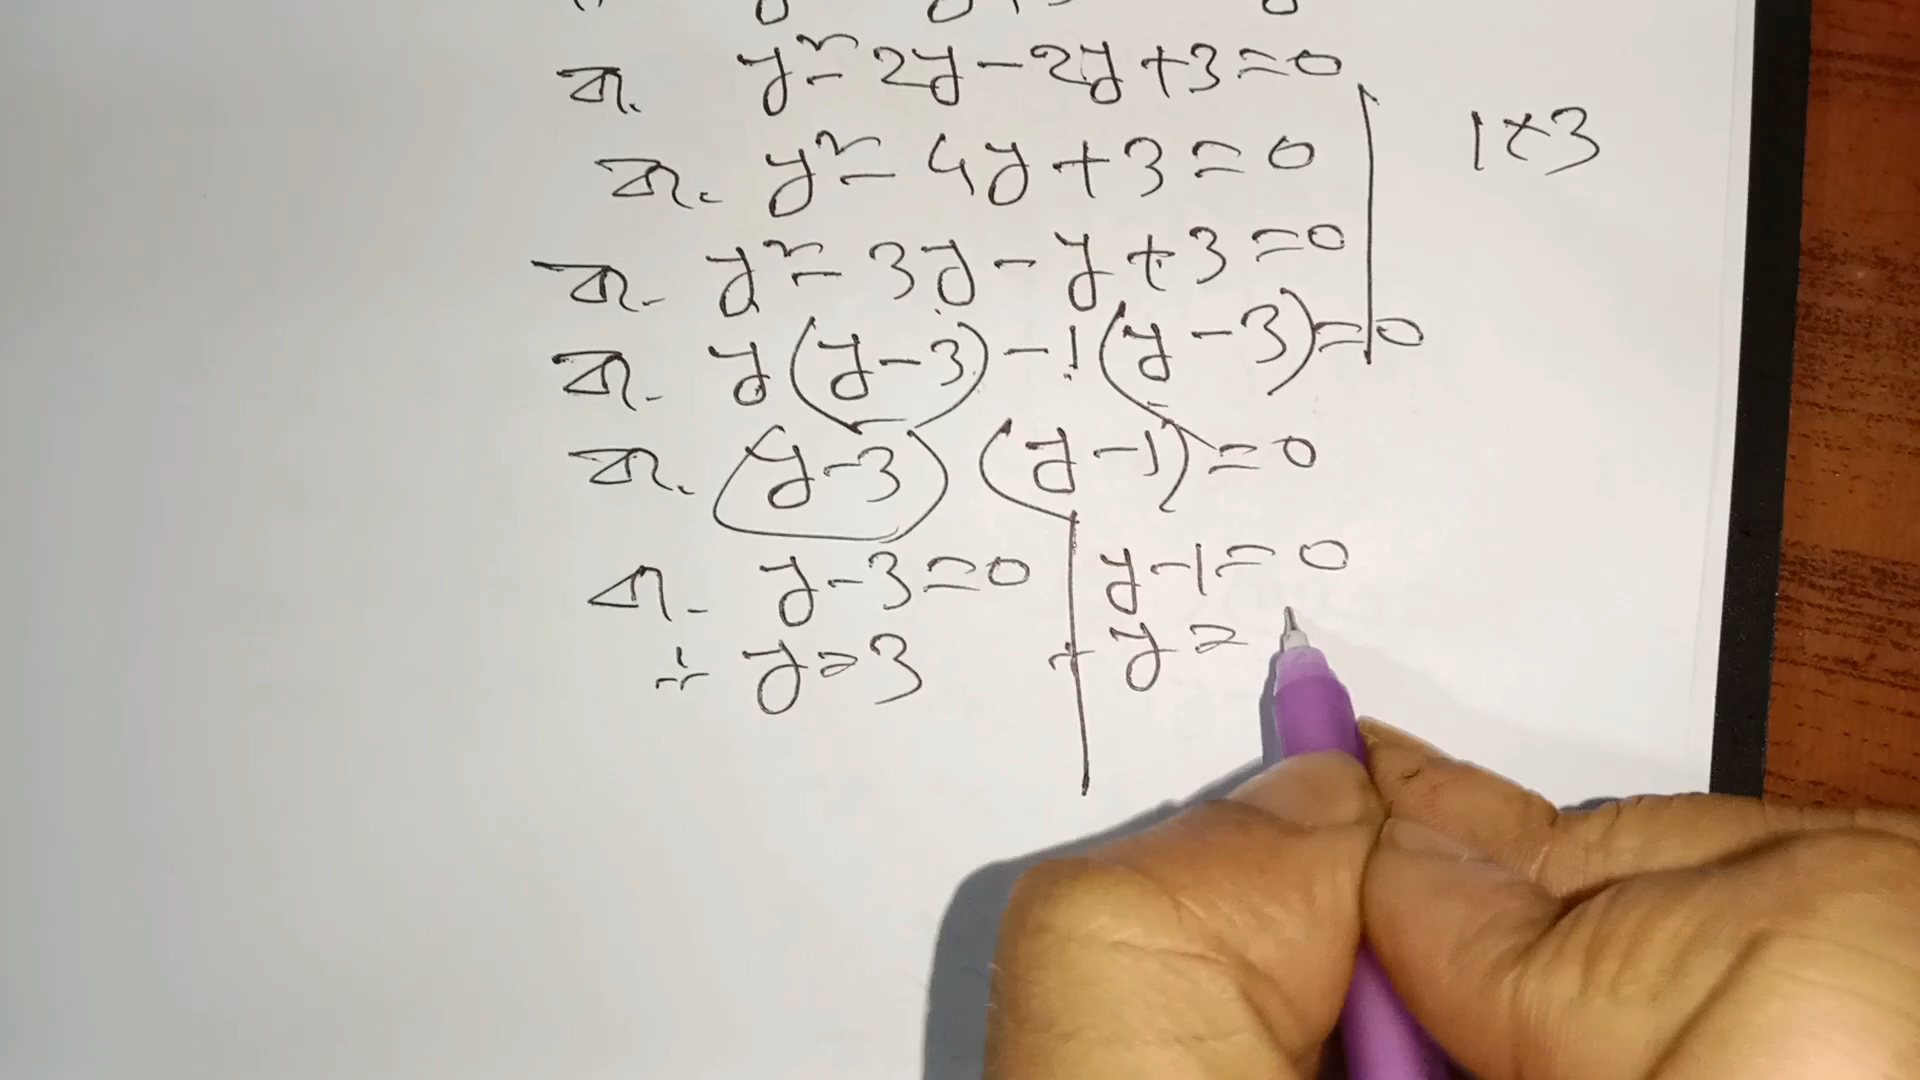 বা. y² - 2y - 2y + 3 = 0
বা. y² - 4y + 3 = 0
1×3
বা. y² - 3y - y + 3 = 0
বা. y(y - 3) - 1(y - 3) = 0
বা. (y - 3) (y - 1) = 0
বা. y - 3 = 0 | y - 1 = 0
∴ y = 3 ∴ y =